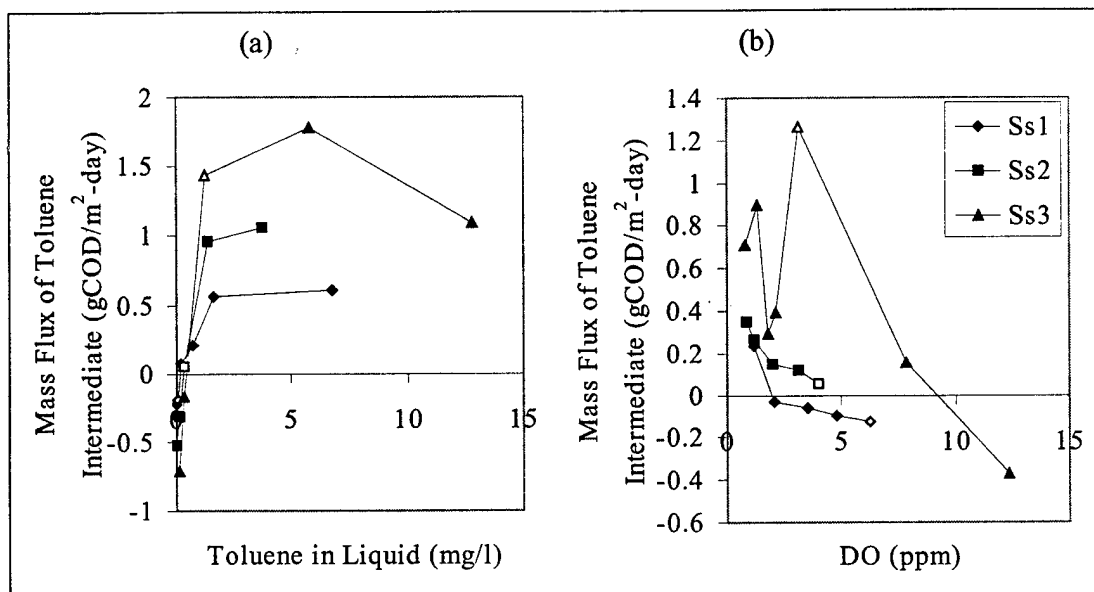 (a)
Mass Flux of Toluene
Intermediate (gCOD/m²-day)
2
1.5
1
0.5
0
-0.5
-1
5
10
15
Toluene in Liquid (mg/l)
(b)
Mass Flux of Toluene
Intermediate (gCOD/m²-day)
1.4
1.2
1
0.8
0.6
0.4
0.2
0
-0.2
-0.4
-0.6
0
5
10
15
DO (ppm)
Ss1
Ss2
Ss3